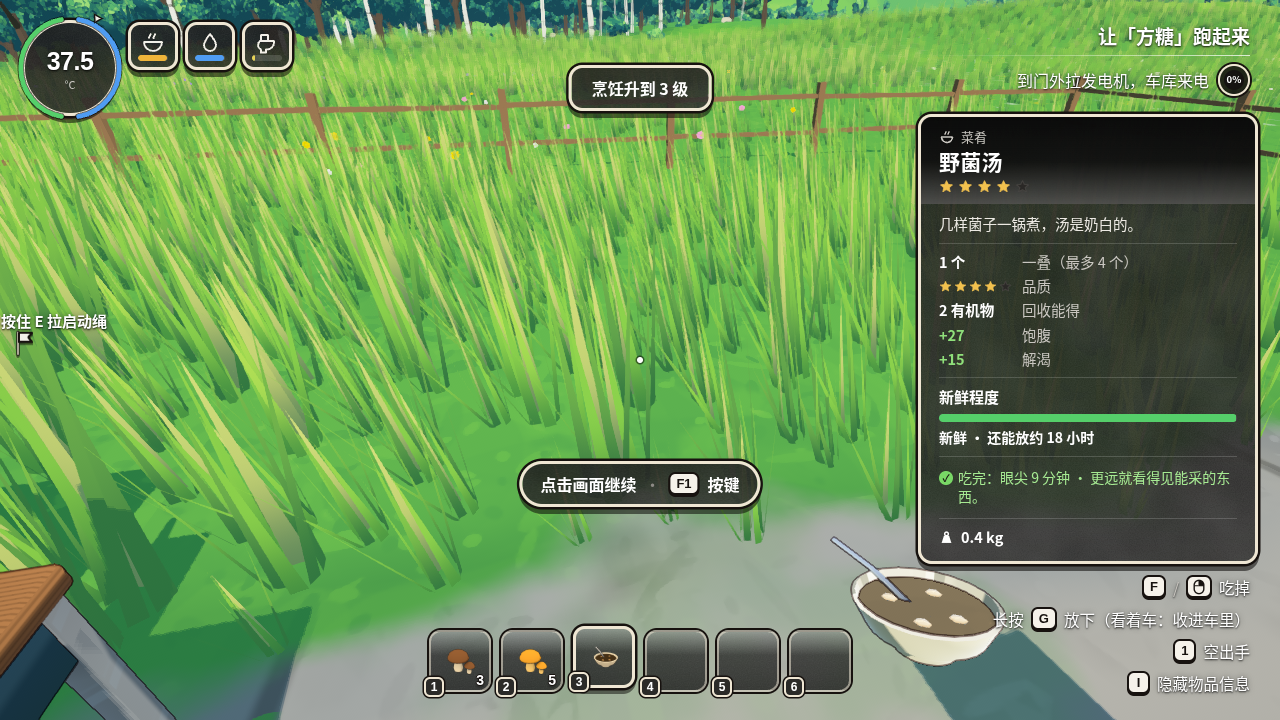 37.5
°C
让「方糖」跑起来
到门外拉发电机，车库来电 0%
烹饪升到 3 级
菜肴
野菌汤
几样菌子一锅煮，汤是奶白的。
1 个 一叠（最多 4 个）
品质
2 有机物 回收能得
+27 饱腹
+15 解渴
新鲜程度
新鲜 · 还能放约 18 小时
吃完：眼尖 9 分钟 · 更远就看得见能采的东
西。
0.4 kg
按住 E 拉启动绳
点击画面继续 · F1 按键
F / 吃掉
长按 G 放下（看着车：收进车里）
1 空出手
I 隐藏物品信息
3 5
1 2 3 4 5 6